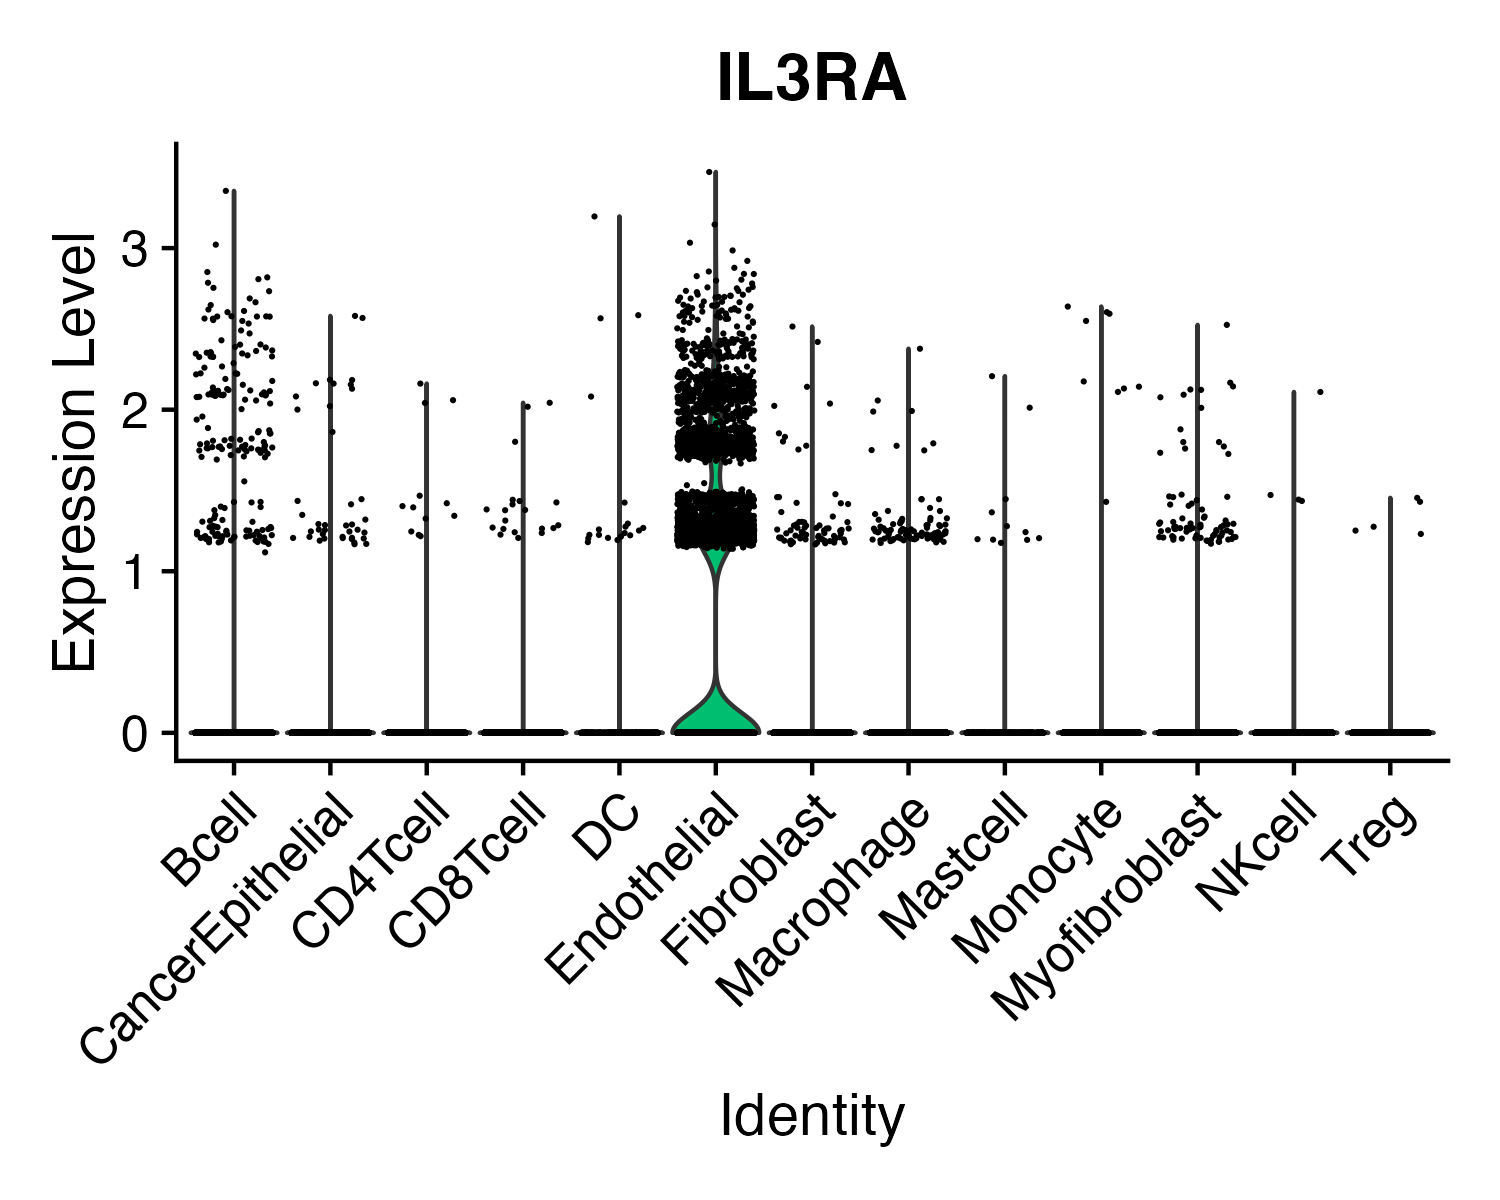 IL3RA
Expression Level
3
2
1
0
Bcell
CancerEpithelial
CD4Tcell
CD8Tcell
DC
Endothelial
Fibroblast
Macrophage
Mastcell
Monocyte
Myofibroblast
NKcell
Treg
Identity